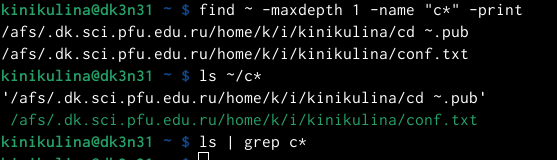 kinikulina@dk3n31 ~ $ find ~ -maxdepth 1 -name "c*" -print
/afs/.dk.sci.pfu.edu.ru/home/k/i/kinikulina/cd ~.pub
/afs/.dk.sci.pfu.edu.ru/home/k/i/kinikulina/conf.txt
kinikulina@dk3n31 ~ $ ls ~/c*
'/afs/.dk.sci.pfu.edu.ru/home/k/i/kinikulina/cd ~.pub'
/afs/.dk.sci.pfu.edu.ru/home/k/i/kinikulina/conf.txt
kinikulina@dk3n31 ~ $ ls | grep c*
kinikulina@dk3n31 ~ $